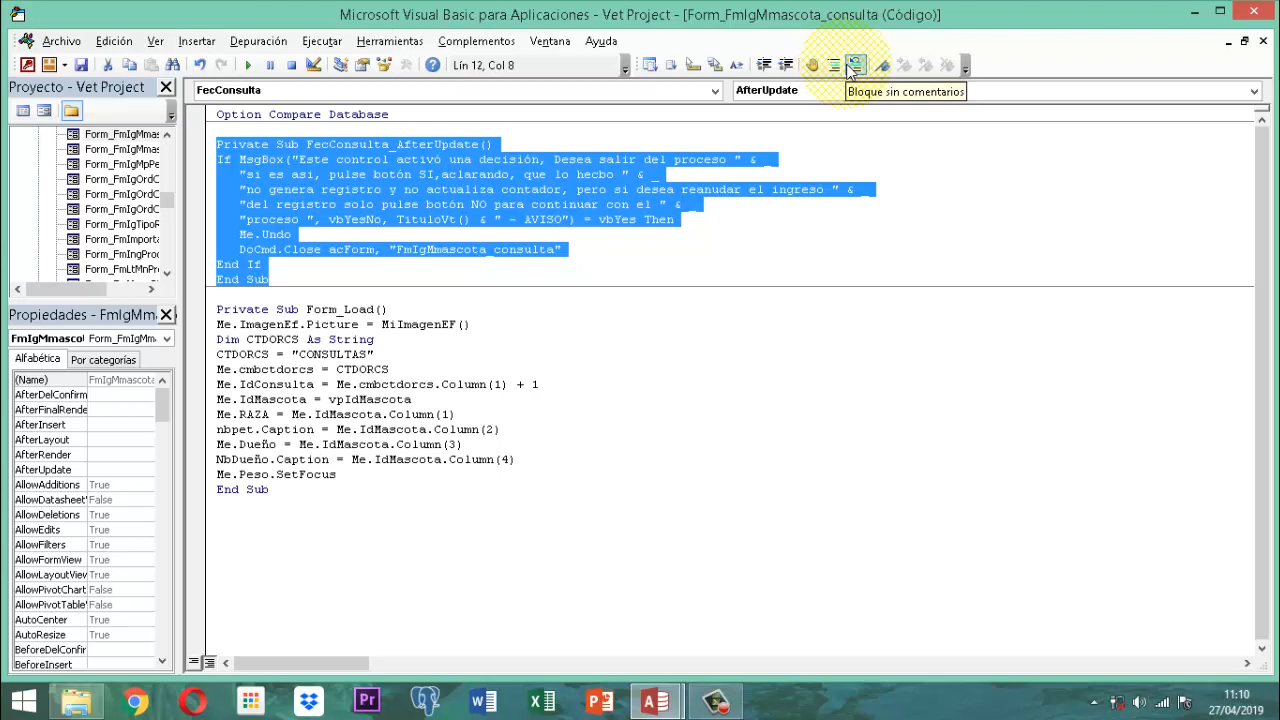 Microsoft Visual Basic para Aplicaciones - Vet Project - [Form_FmIgMmascota_consulta (Código)]
Archivo Edición Ver Insertar Depuración Ejecutar Herramientas Complementos Ventana Ayuda
Lín 12, Col 8
Proyecto - Vet Project
FecConsulta
AfterUpdate
Bloque sin comentarios
Form_FmIgMmas
Form_FmIgMmas
Form_FmIgMpPe
Form_FmIgOrdC
Form_FmIgOrdC
Form_FmIgOrdC
Form_FmIgTipoR
Form_FmImporta
Form_FmIngProc
Form_FmLtMnPr
Propiedades - FmIgMm
FmIgMmascol Form_FmIgMm
Alfabética Por categorías
(Name) FmIgMmascota
AfterDelConfirm
AfterFinalRende
AfterInsert
AfterLayout
AfterRender
AfterUpdate
AllowAdditions True
AllowDatasheet False
AllowDeletions True
AllowEdits True
AllowFilters True
AllowFormView True
AllowLayoutView True
AllowPivotChart False
AllowPivotTable False
AutoCenter True
AutoResize True
BeforeDelConfir
BeforeInsert
Option Compare Database
Private Sub FecConsulta_AfterUpdate()
If MsgBox("Este control activó una decisión, Desea salir del proceso " & _
"si es asi, pulse botón SI,aclarando, que lo hecbo " & _
"no genera registro y no actualiza contador, pero si desea reanudar el ingreso " & _
"del registro solo pulse botón NO para continuar con el " & _
"proceso ", vbYesNo, TituloVt() & " - AVISO") = vbYes Then
Me.Undo
DoCmd.Close acForm, "FmIgMmascota_consulta"
End If
End Sub
Private Sub Form_Load()
Me.ImagenEf.Picture = MiImagenEF()
Dim CTDORCS As String
CTDORCS = "CONSULTAS"
Me.cmbctdorcs = CTDORCS
Me.IdConsulta = Me.cmbctdorcs.Column(1) + 1
Me.IdMascota = vpIdMascota
Me.RAZA = Me.IdMascota.Column(1)
nbpet.Caption = Me.IdMascota.Column(2)
Me.Dueño = Me.IdMascota.Column(3)
NbDueño.Caption = Me.IdMascota.Column(4)
Me.Peso.SetFocus
End Sub
Pr
11:10
27/04/2019